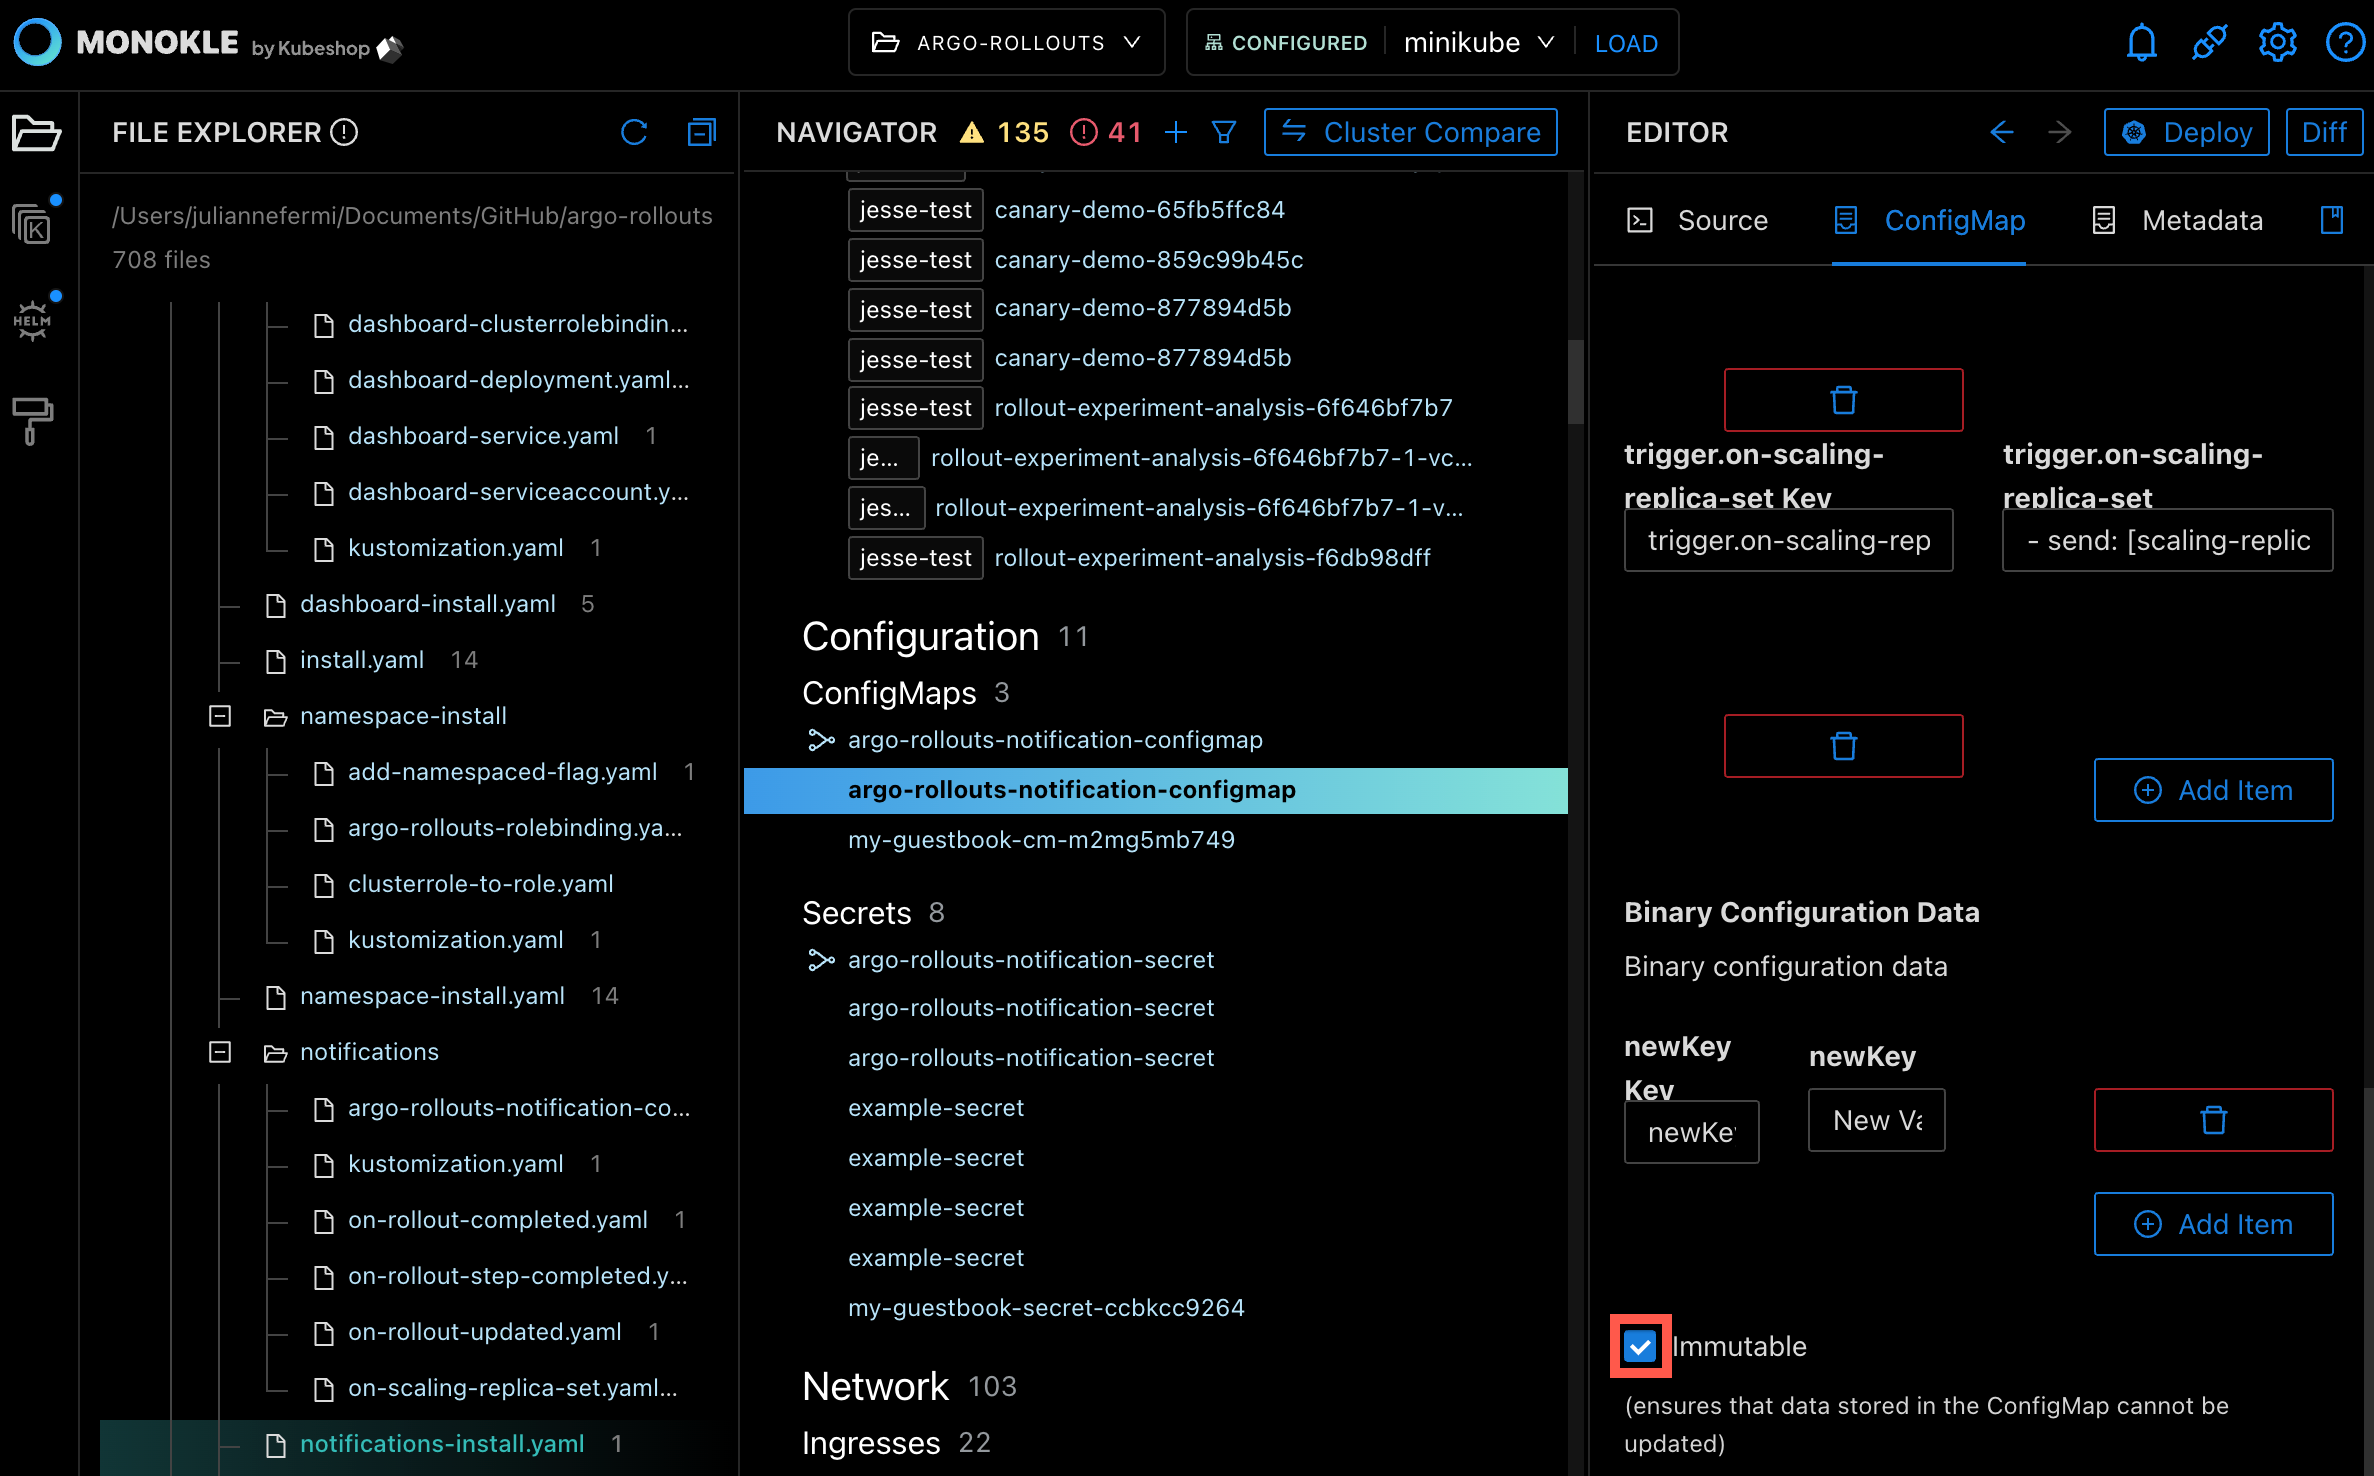 MONOKLE by Kubeshop
ARGO-ROLLOUTS
CONFIGURED minikube LOAD
FILE EXPLORER
/Users/juliannefermi/Documents/GitHub/argo-rollouts
708 files
dashboard-clusterrolebindin...
dashboard-deployment.yaml...
dashboard-service.yaml 1
dashboard-serviceaccount.y...
kustomization.yaml 1
dashboard-install.yaml 5
install.yaml 14
namespace-install
add-namespaced-flag.yaml 1
argo-rollouts-rolebinding.ya...
clusterrole-to-role.yaml
kustomization.yaml 1
namespace-install.yaml 14
notifications
argo-rollouts-notification-co...
kustomization.yaml 1
on-rollout-completed.yaml 1
on-rollout-step-completed.y...
on-rollout-updated.yaml 1
on-scaling-replica-set.yaml...
notifications-install.yaml 1
K
HELM
NAVIGATOR 135 41 Cluster Compare
jesse-test canary-demo-65fb5ffc84
jesse-test canary-demo-859c99b45c
jesse-test canary-demo-877894d5b
jesse-test canary-demo-877894d5b
jesse-test rollout-experiment-analysis-6f646bf7b7
je... rollout-experiment-analysis-6f646bf7b7-1-vc...
jes... rollout-experiment-analysis-6f646bf7b7-1-v...
jesse-test rollout-experiment-analysis-f6db98dff
Configuration 11
ConfigMaps 3
argo-rollouts-notification-configmap
argo-rollouts-notification-configmap
my-guestbook-cm-m2mg5mb749
Secrets 8
argo-rollouts-notification-secret
argo-rollouts-notification-secret
argo-rollouts-notification-secret
example-secret
example-secret
example-secret
example-secret
my-guestbook-secret-ccbkcc9264
Network 103
Ingresses 22
EDITOR Deploy Diff
Source ConfigMap Metadata
trigger.on-scaling-
replica-set Key
trigger.on-scaling-rep
trigger.on-scaling-
replica-set
- send: [scaling-replic
Add Item
Binary Configuration Data
Binary configuration data
newKey
Key
newKe
newKey
New Va
Add Item
Immutable
(ensures that data stored in the ConfigMap cannot be
updated)